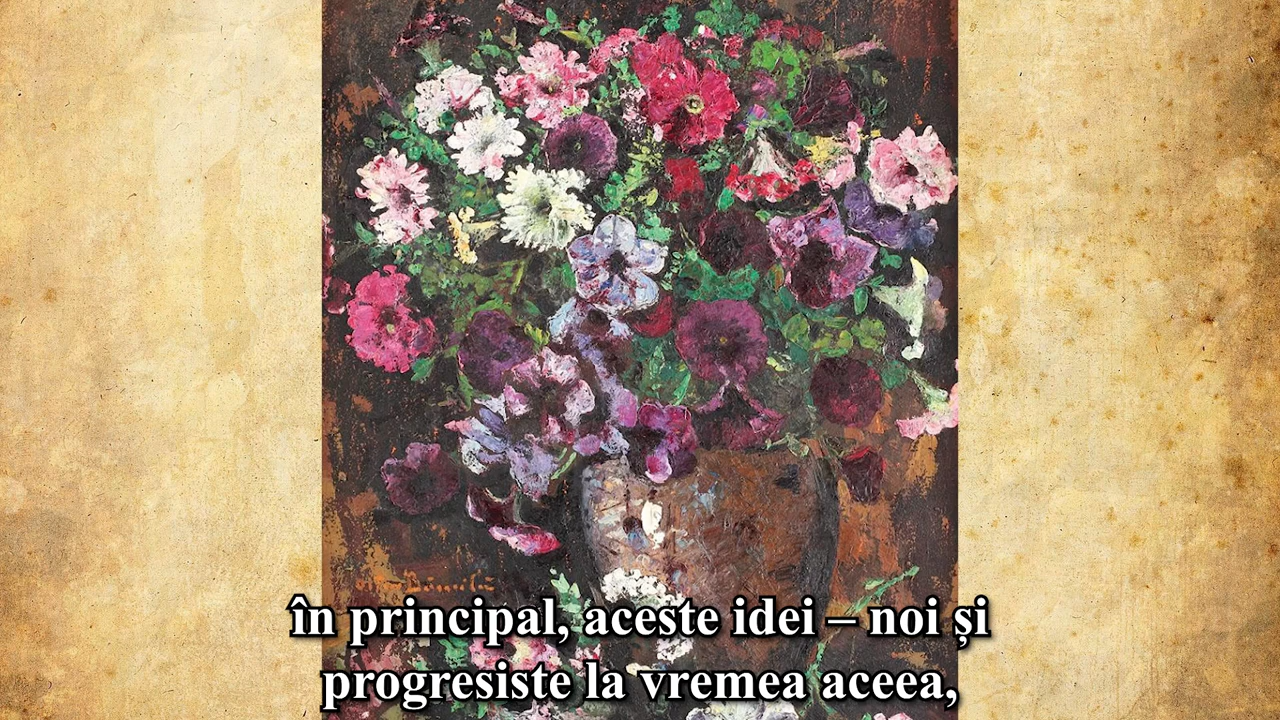 în principal, aceste idei – noi și
progresiste la vremea aceea,